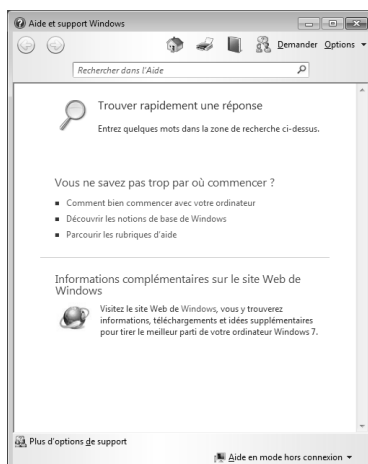 Aide et support Windows
Demander Options
Rechercher dans l'Aide
Trouver rapidement une réponse
Entrez quelques mots dans la zone de recherche ci-dessus.
Vous ne savez pas trop par où commencer ?
Comment bien commencer avec votre ordinateur
Découvrir les notions de base de Windows
Parcourir les rubriques d'aide
Informations complémentaires sur le site Web de
Windows
Visitez le site Web de Windows, vous y trouverez
informations, téléchargements et idées supplémentaires
pour tirer le meilleur parti de votre ordinateur Windows 7.
Plus d'options de support
Aide en mode hors connexion